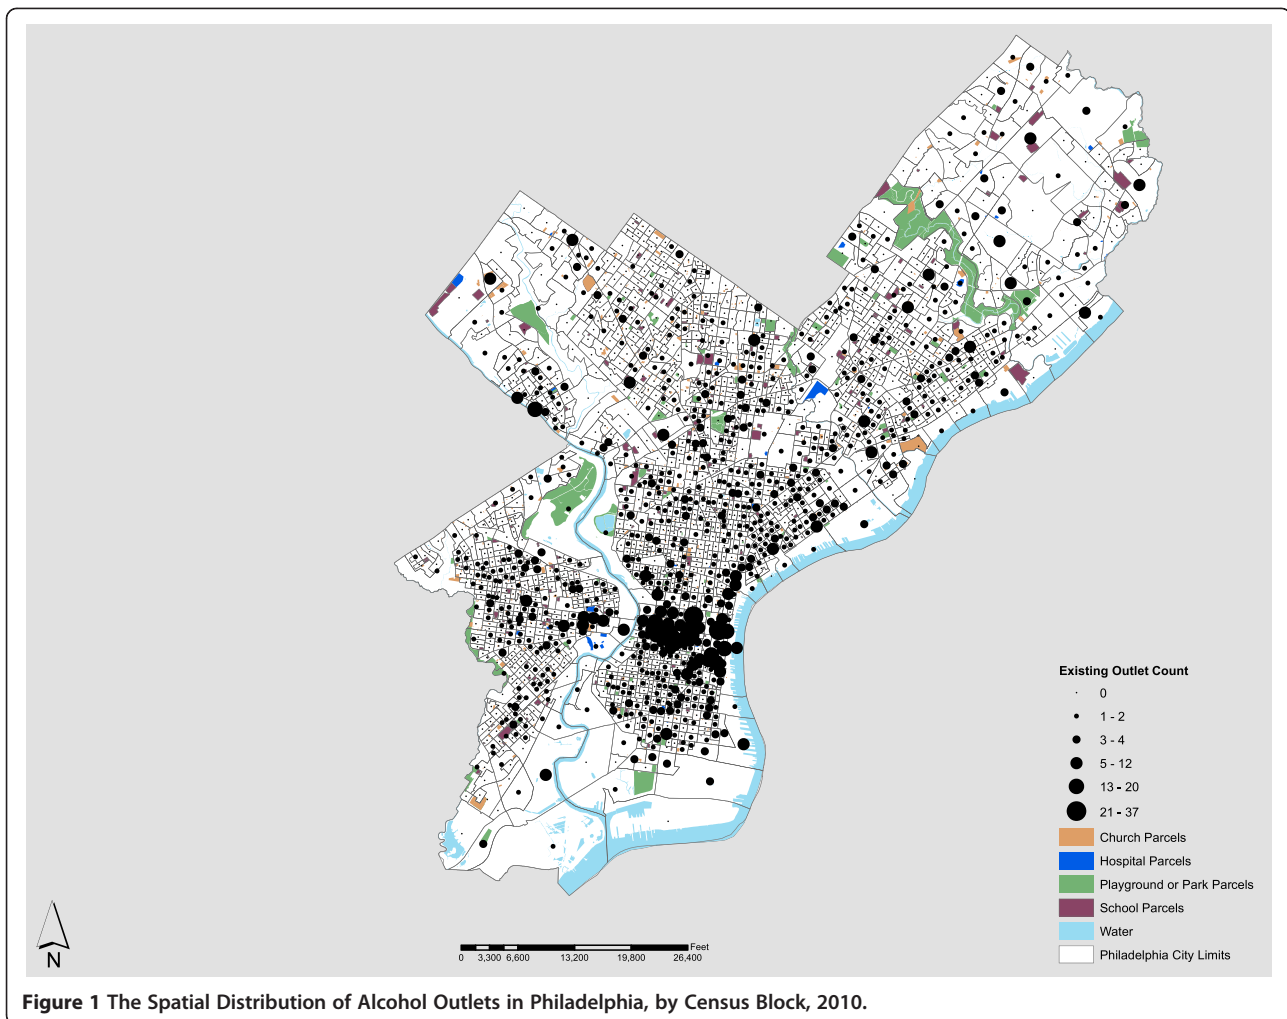 Existing Outlet Count
0
1 - 2
3 - 4
5 - 12
13 - 20
21 - 37
Church Parcels
Hospital Parcels
Playground or Park Parcels
School Parcels
Water
Philadelphia City Limits
N
Feet
0 3,300 6,600 13,200 19,800 26,400
Figure 1 The Spatial Distribution of Alcohol Outlets in Philadelphia, by Census Block, 2010.